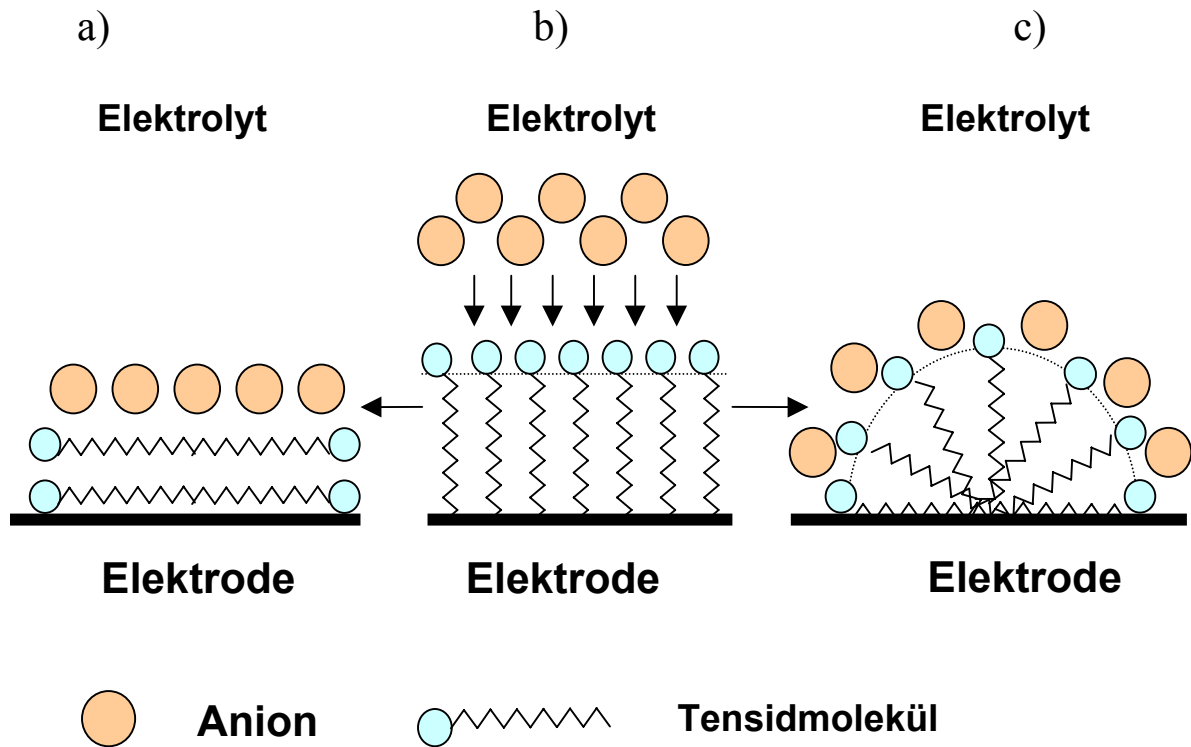 a) b) c)
Elektrolyt Elektrolyt Elektrolyt
Elektrode Elektrode Elektrode
Anion Tensidmolekül